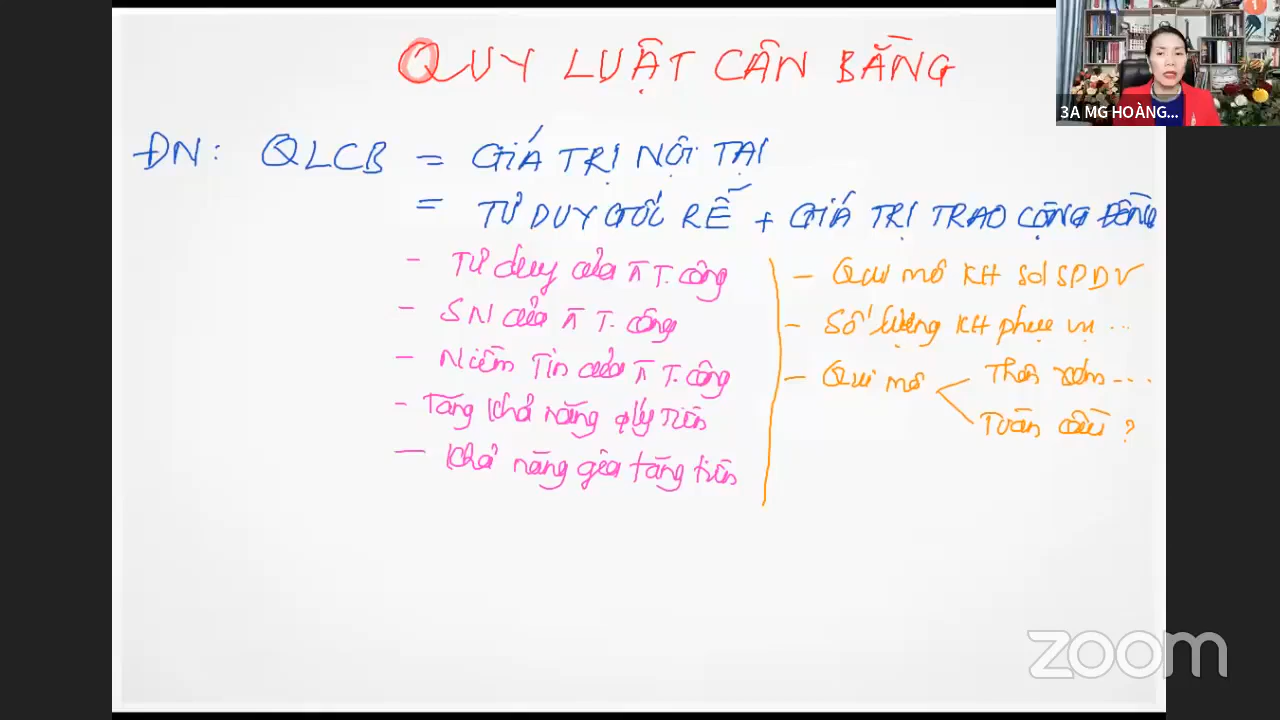 QUY LUẬT CÂN BẰNG
3A MG HOÀNG...
ĐN: QLCB = GIÁ TRỊ NỘI TẠI
= TƯ DUY GỐC RỄ + GIÁ TRỊ TRAO CỘNG ĐỒNG
- Tư duy của n T. công
- SN của n T. công
- Niềm Tin của n T. công
- Tăng khả năng qlý tiền
- Khả năng gia tăng tiền
- Qui mô KH sd SPDV
- Số lượng KH phục vụ ...
- Qui mô Thôn xóm ...
Toàn cầu ?
zoom